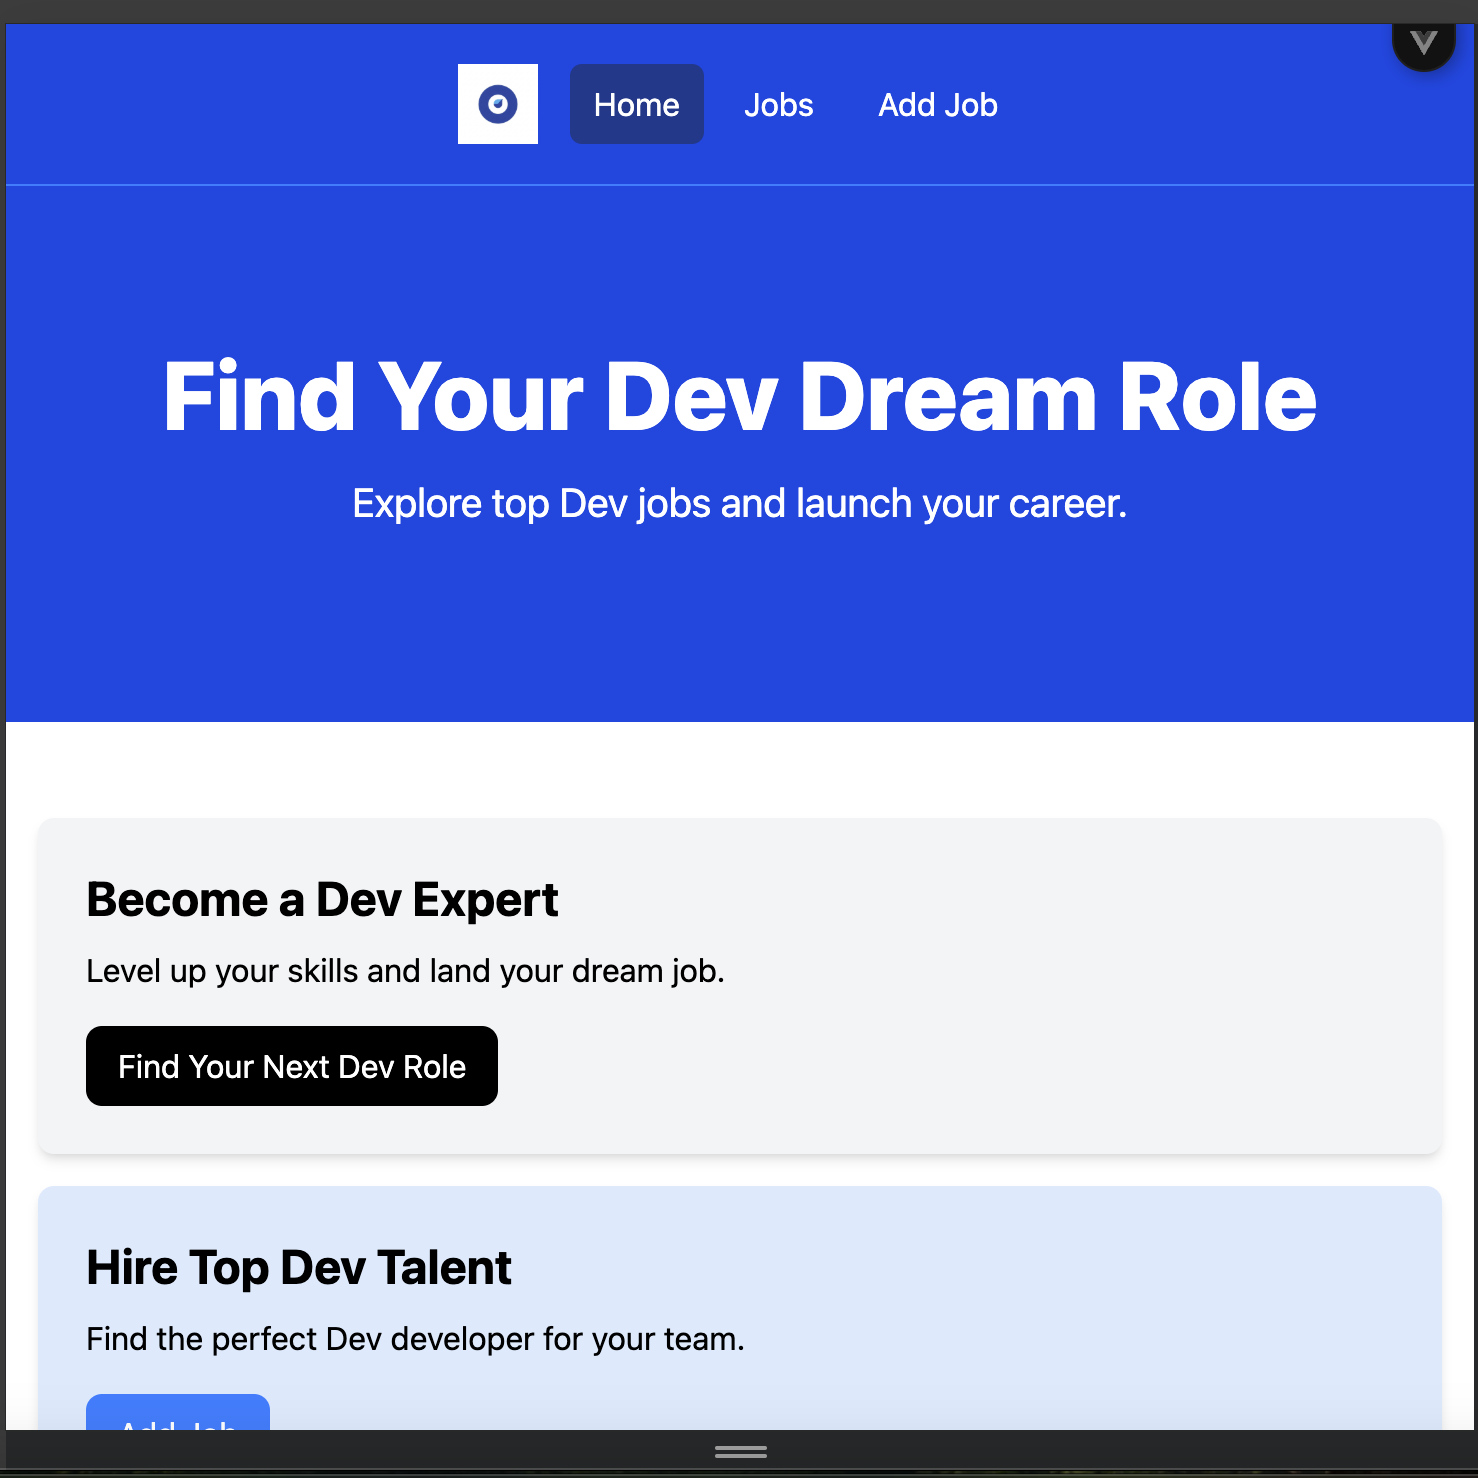 Home
Jobs
Add Job
Find Your Dev Dream Role
Explore top Dev jobs and launch your career.
Become a Dev Expert
Level up your skills and land your dream job.
Find Your Next Dev Role
Hire Top Dev Talent
Find the perfect Dev developer for your team.
Add Job